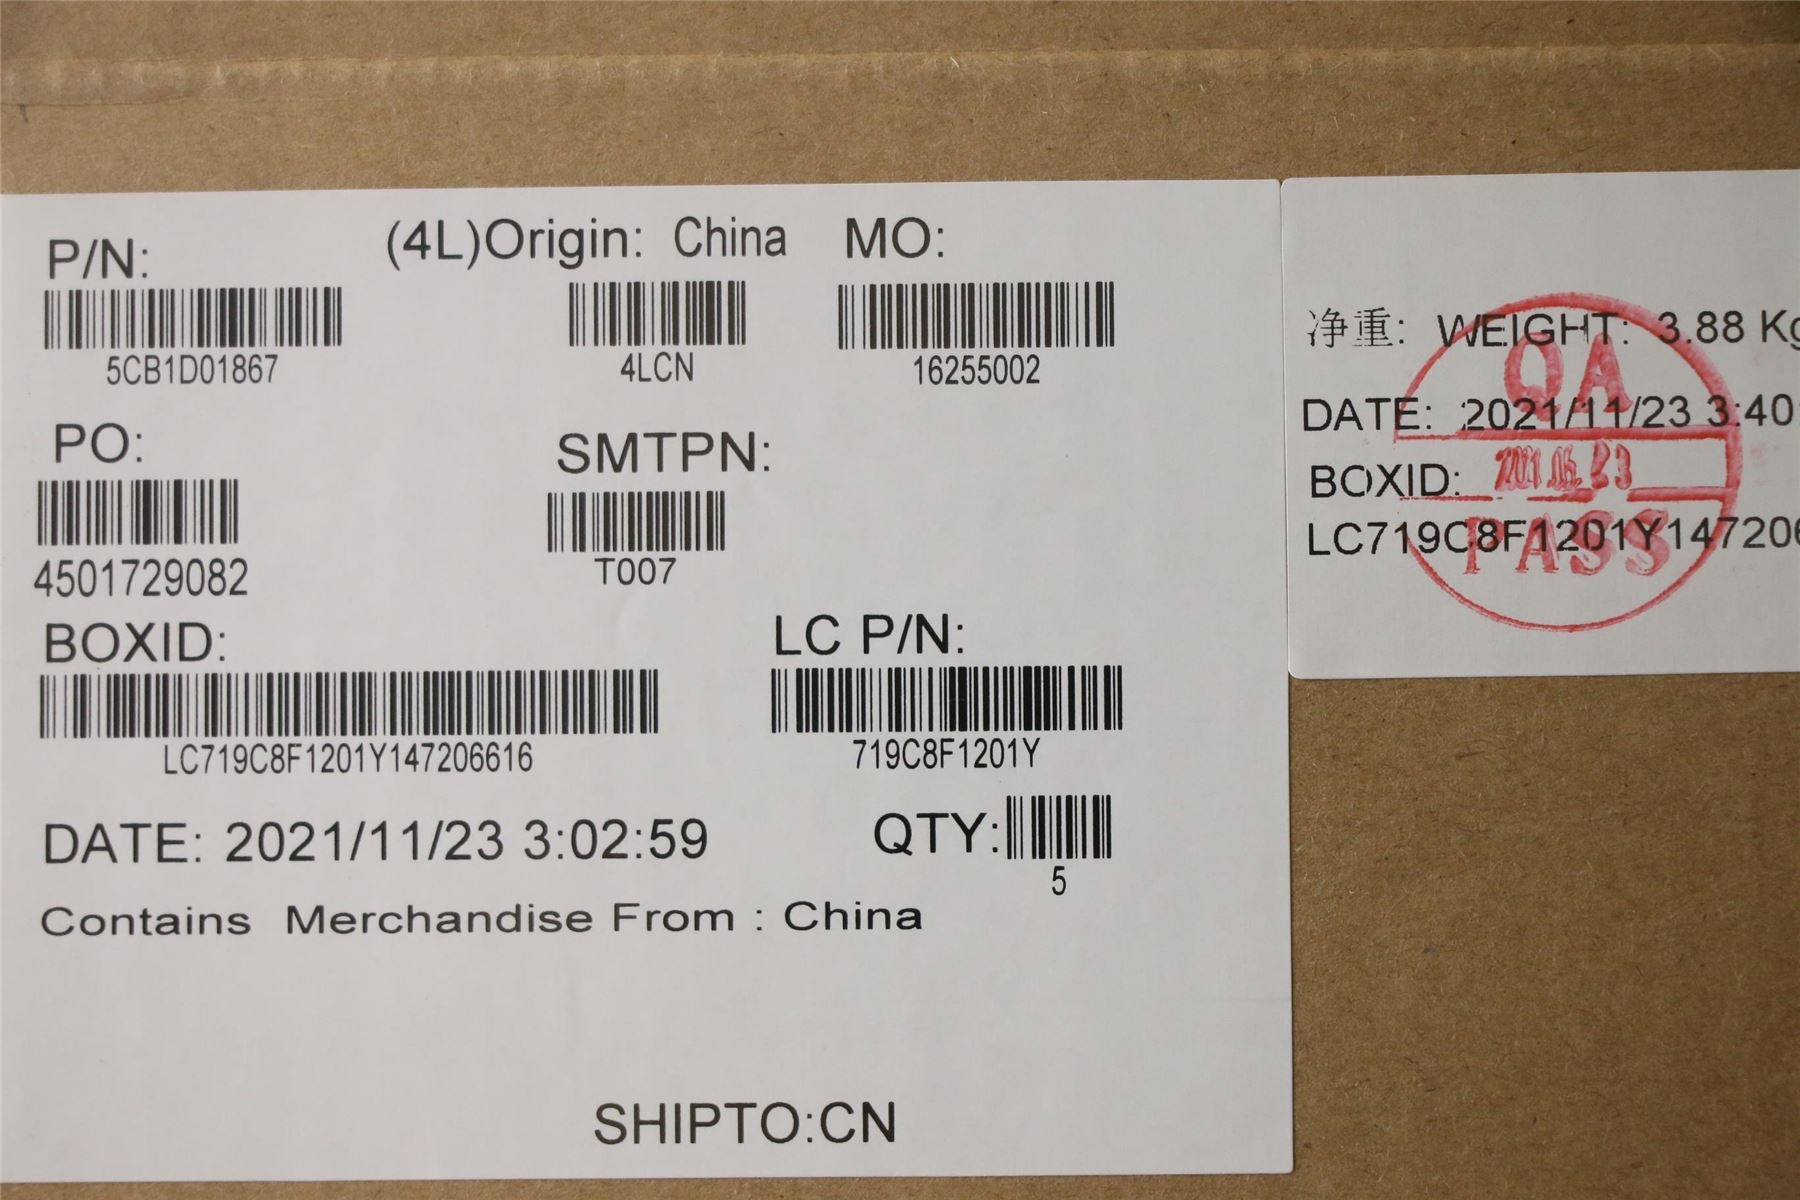 P/N:
(4L)Origin: China
MO:
5CB1D01867
4LCN
16255002
PO:
SMTPN:
4501729082
T007
BOXID:
LC P/N:
LC719C8F1201Y147206616
719C8F1201Y
DATE: 2021/11/23 3:02:59
QTY:
5
Contains Merchandise From : China
SHIPTO:CN
净重: WEIGHT: 3.88 Kg
DATE: 2021/11/23 3:40:
BOXID:
LC719C8F1201Y147206
QA
PASS